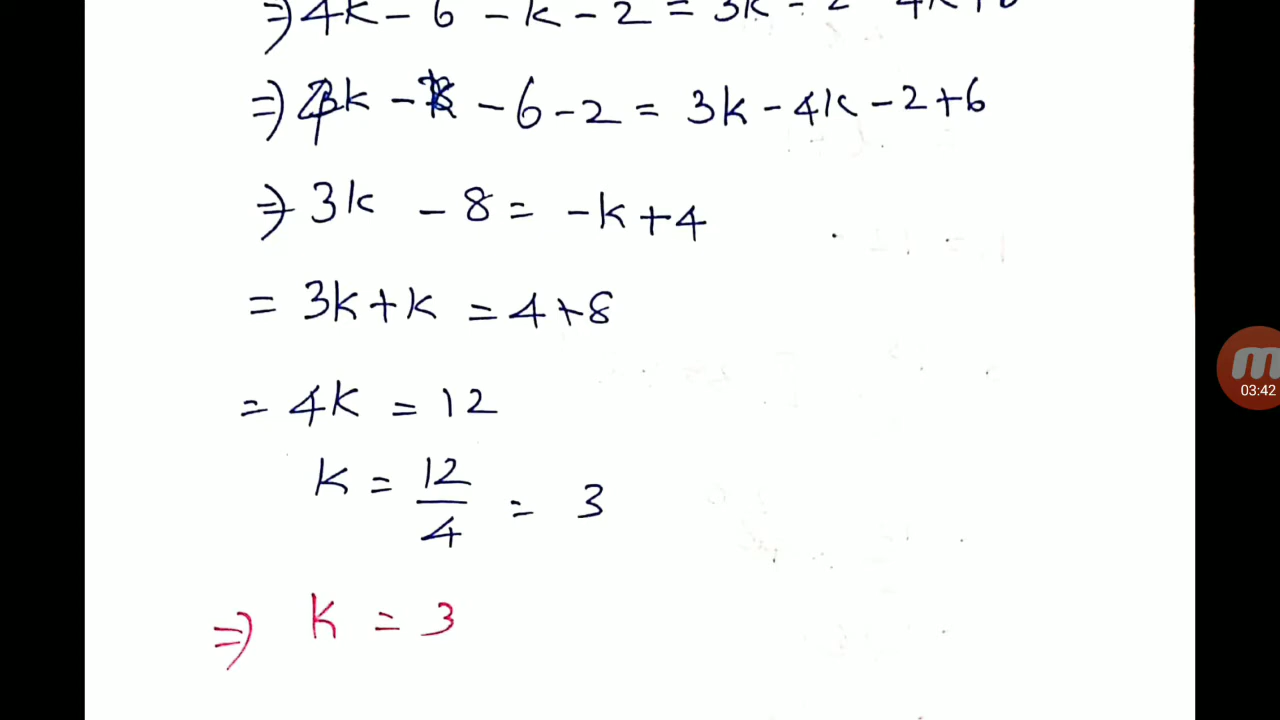 ⇒ 4k - 6 - k - 2 = 3k - 2 - 4k + 6
⇒ 4k - k - 6 - 2 = 3k - 4k - 2 + 6
⇒ 3k - 8 = -k + 4
= 3k + k = 4 + 8
= 4k = 12
k = 12/4 = 3
⇒ k = 3
03:42